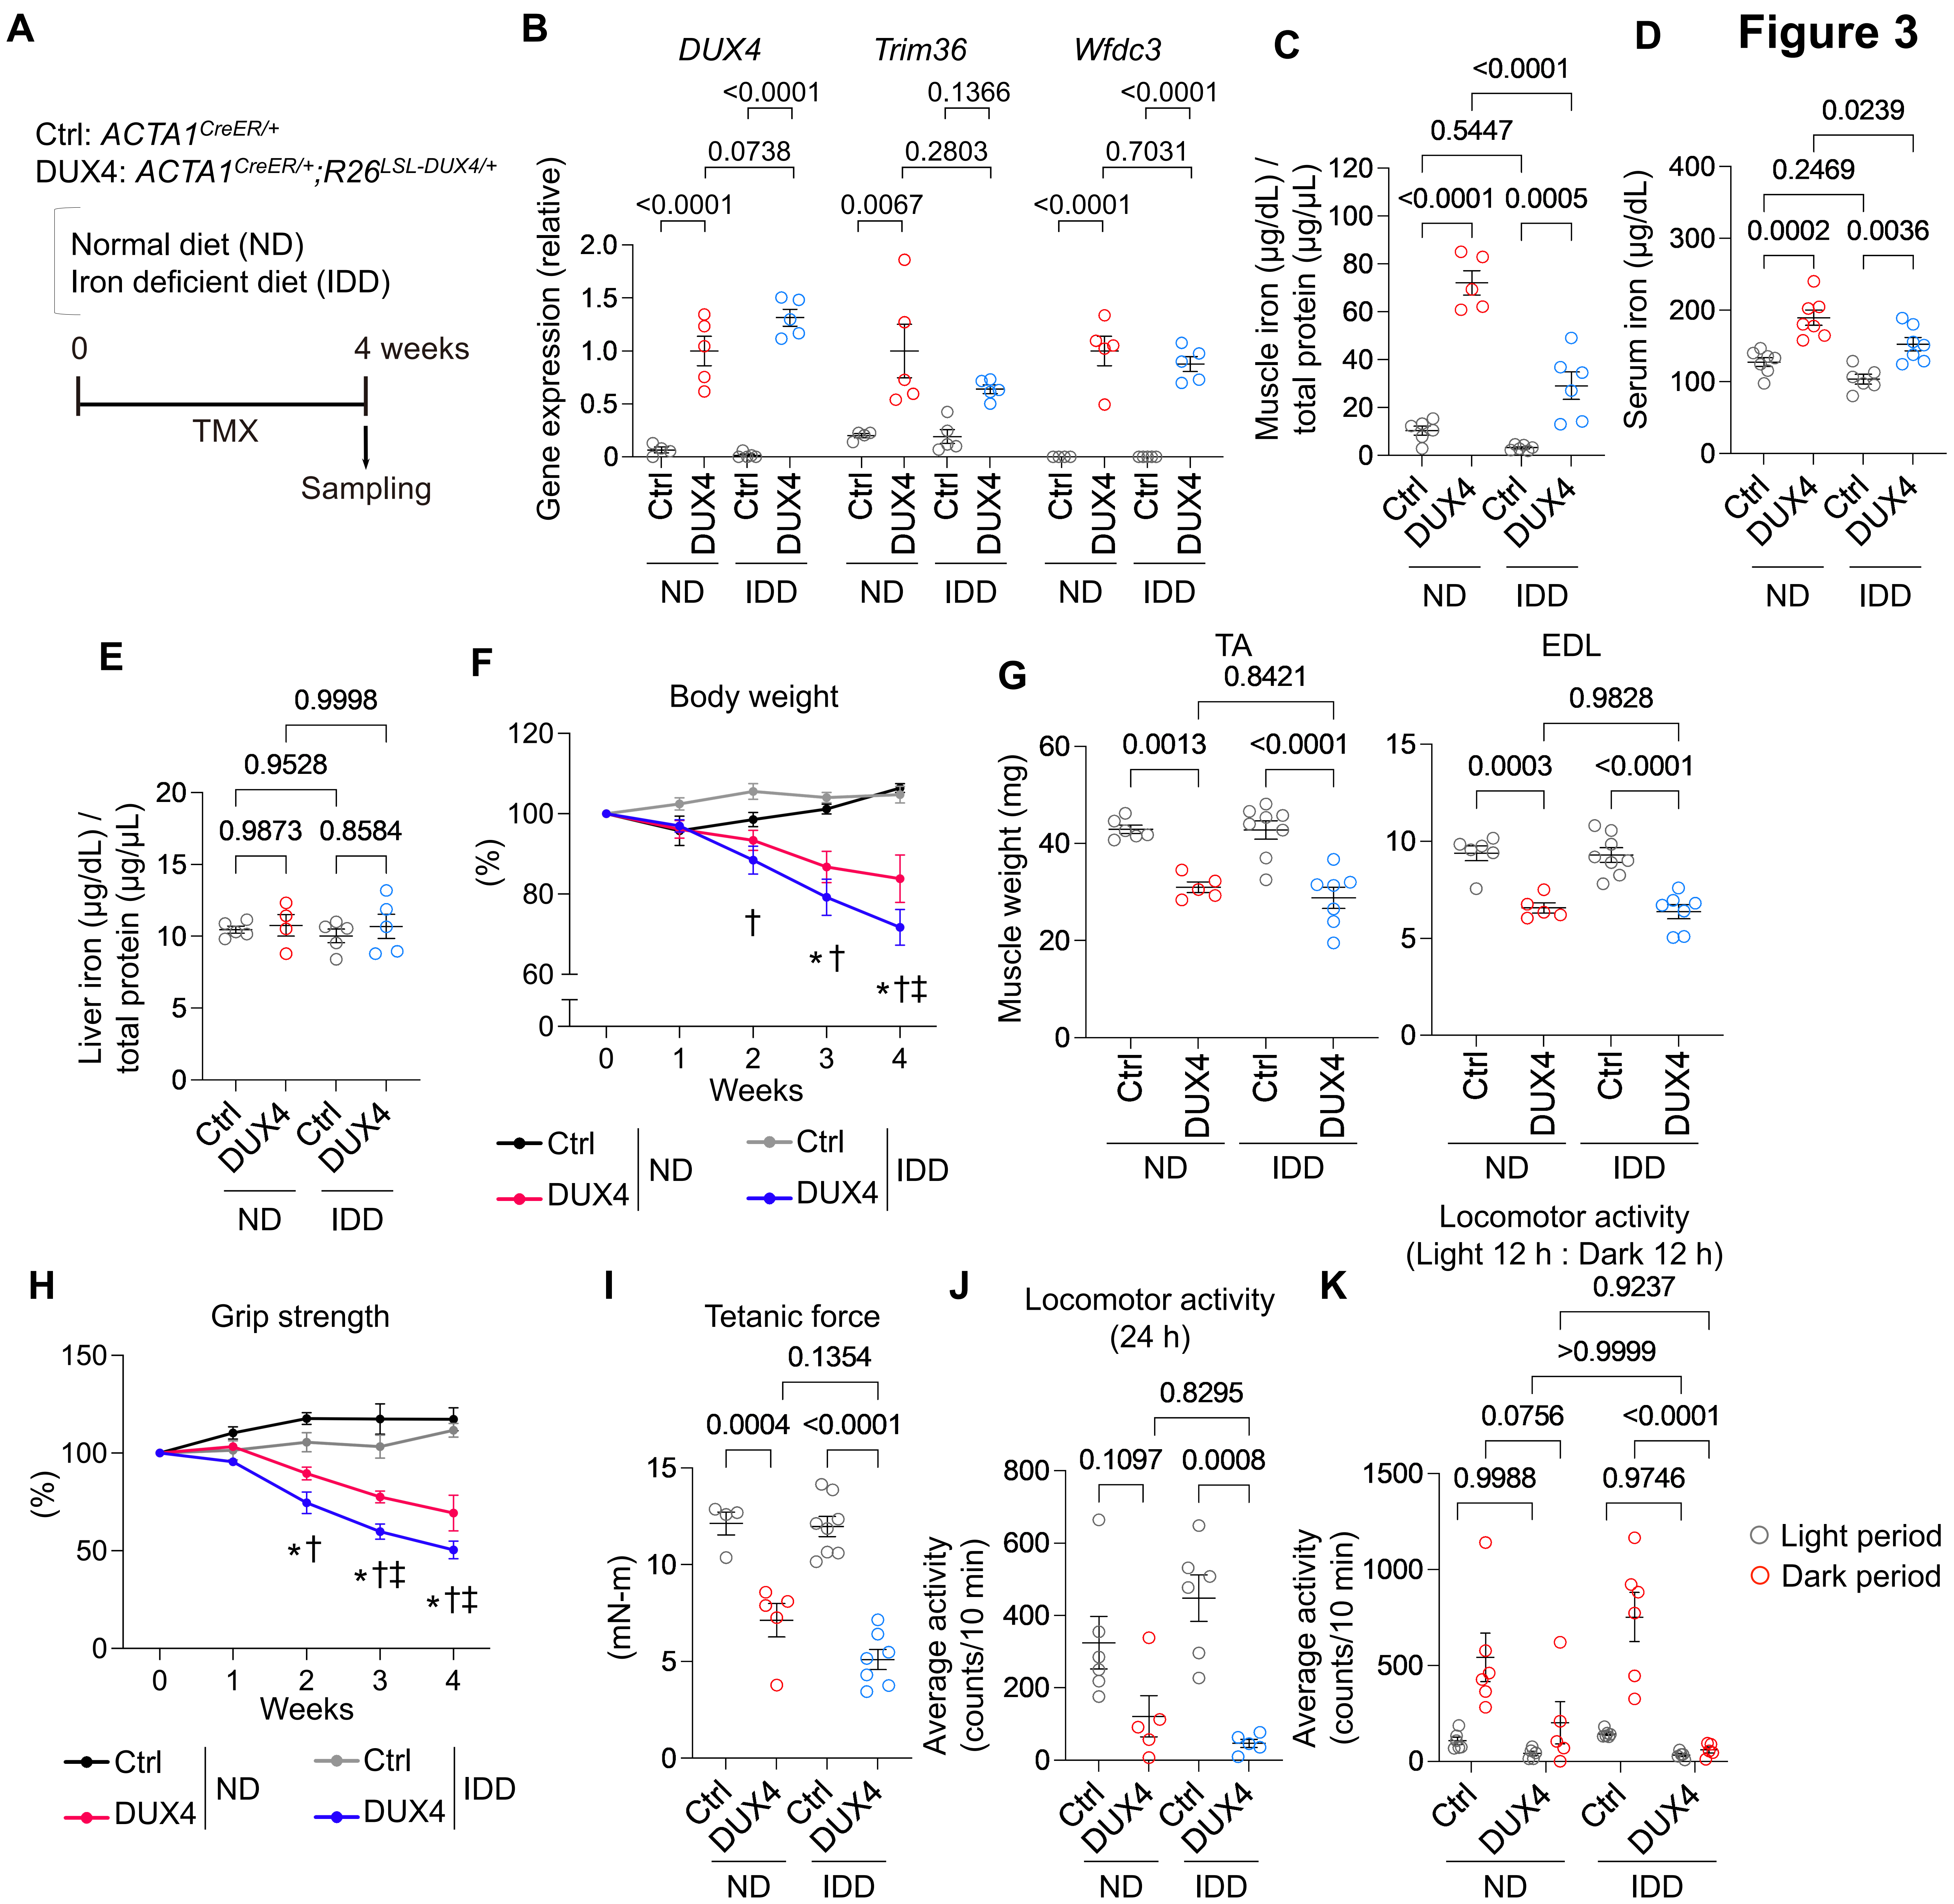 Figure 3
A
Ctrl: ACTA1CreER/+
DUX4: ACTA1CreER/+;R26LSL-DUX4/+
Normal diet (ND)
Iron deficient diet (IDD)
0 4 weeks
TMX
Sampling
B
DUX4 Trim36 Wfdc3
<0.0001 0.1366 <0.0001
0.0738 0.2803 0.7031
<0.0001 0.0067 <0.0001
Gene expression (relative)
2.0
1.5
1.0
0.5
0
Ctrl DUX4 Ctrl DUX4 Ctrl DUX4 Ctrl DUX4 Ctrl DUX4 Ctrl DUX4
ND IDD ND IDD ND IDD
C
<0.0001
0.5447
<0.0001 0.0005
Muscle iron (µg/dL) /
total protein (µg/µL)
120
100
80
60
40
20
0
Ctrl DUX4 Ctrl DUX4
ND IDD
D
0.0239
0.2469
0.0002 0.0036
Serum iron (µg/dL)
400
300
200
100
0
Ctrl DUX4 Ctrl DUX4
ND IDD
E
0.9998
0.9528
0.9873 0.8584
Liver iron (µg/dL) /
total protein (µg/µL)
20
15
10
5
0
Ctrl DUX4 Ctrl DUX4
ND IDD
F
Body weight
(%)
120
100
80
60
0
†
*†
*†‡
0 1 2 3 4
Weeks
Ctrl Ctrl
DUX4 DUX4
ND IDD
G
TA
0.8421
0.0013 <0.0001
Muscle weight (mg)
60
40
20
0
Ctrl DUX4 Ctrl DUX4
ND IDD
EDL
0.9828
0.0003 <0.0001
15
10
5
0
Ctrl DUX4 Ctrl DUX4
ND IDD
H
Grip strength
(%)
150
100
50
0
*†
*†‡
*†‡
0 1 2 3 4
Weeks
Ctrl Ctrl
DUX4 DUX4
ND IDD
I
Tetanic force
0.1354
0.0004 <0.0001
(mN-m)
15
10
5
0
Ctrl DUX4 Ctrl DUX4
ND IDD
J
Locomotor activity
(24 h)
0.8295
0.1097 0.0008
Average activity
(counts/10 min)
800
600
400
200
0
Ctrl DUX4 Ctrl DUX4
ND IDD
K
Locomotor activity
(Light 12 h : Dark 12 h)
0.9237
>0.9999
0.0756 <0.0001
0.9988 0.9746
Average activity
(counts/10 min)
1500
1000
500
0
Ctrl DUX4 Ctrl DUX4
ND IDD
Light period
Dark period